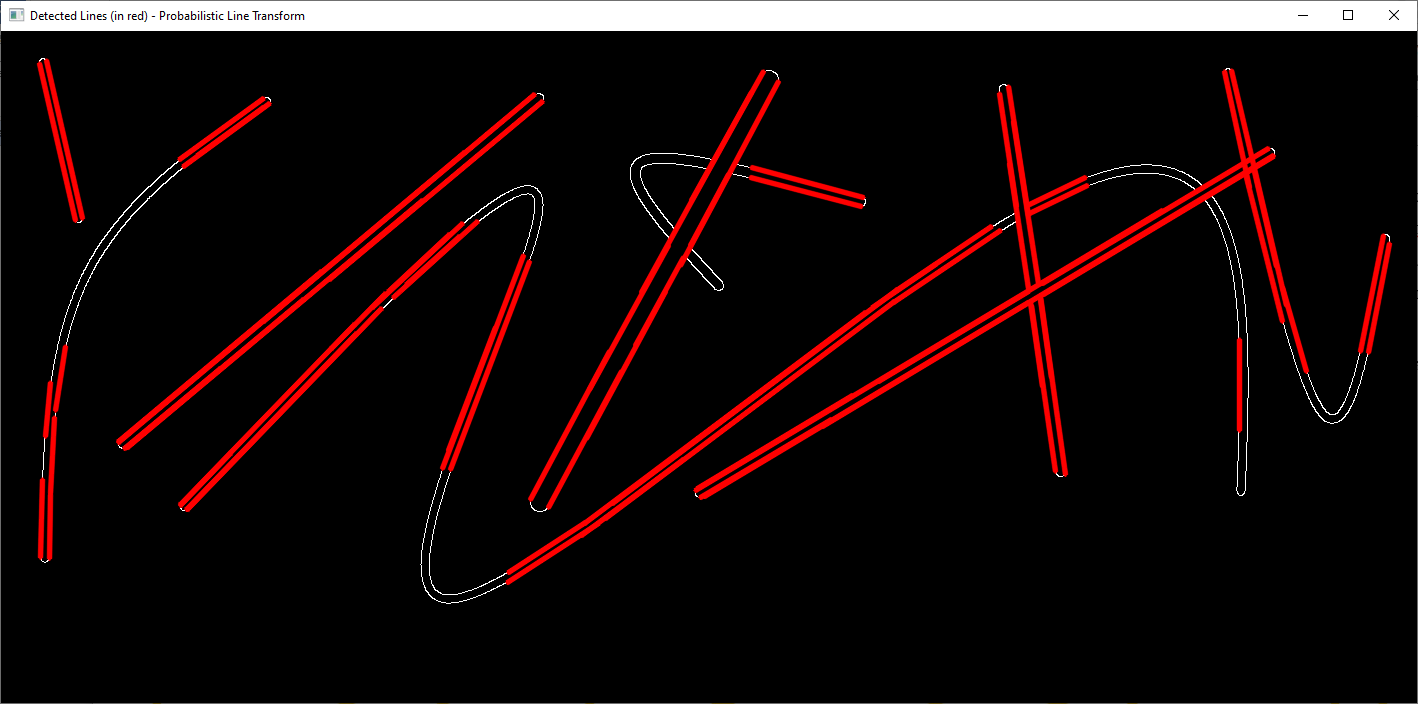 Detected Lines (in red) - Probabilistic Line Transform